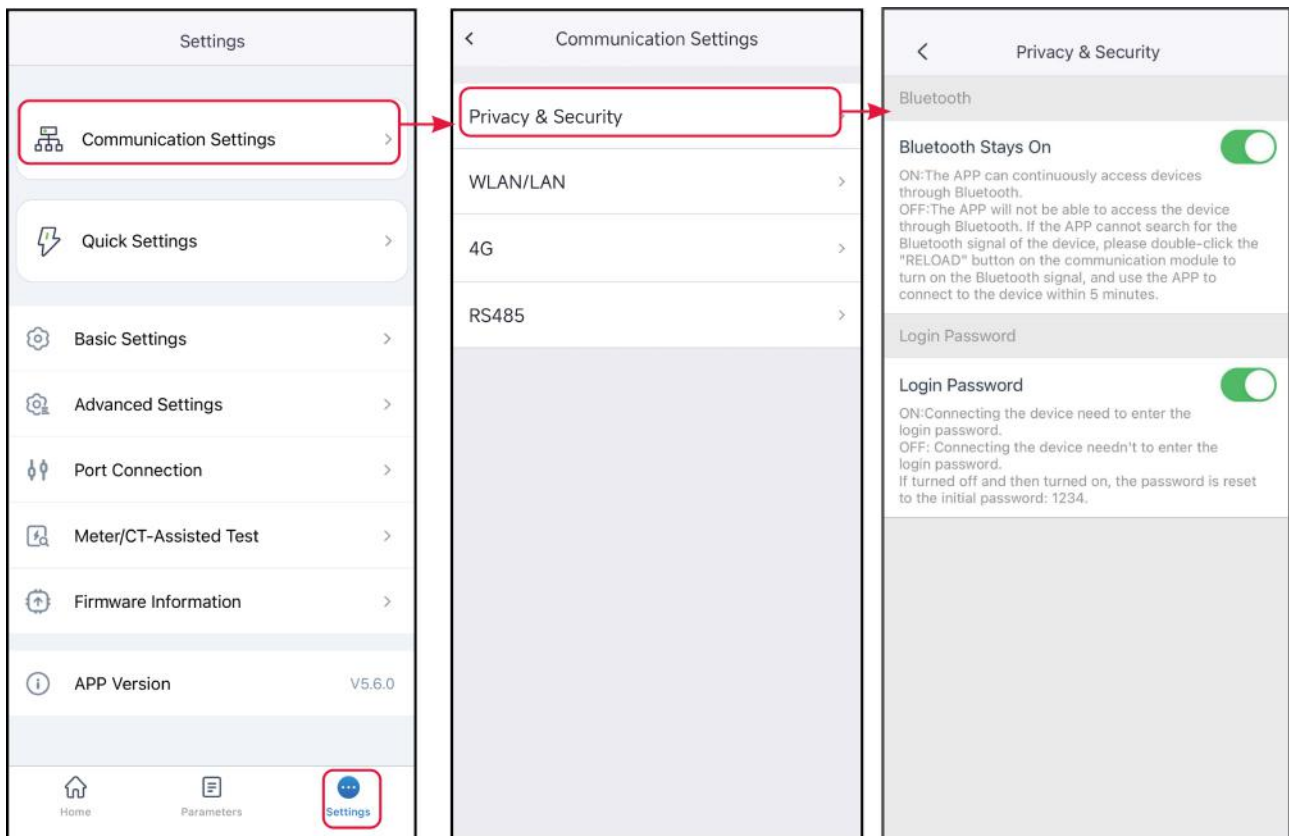 Settings
Communication Settings
Quick Settings
Basic Settings
Advanced Settings
Port Connection
Meter/CT-Assisted Test
Firmware Information
APP Version V5.6.0
Home Parameters Settings
< Communication Settings
Privacy & Security
WLAN/LAN
4G
RS485
< Privacy & Security
Bluetooth
Bluetooth Stays On
ON:The APP can continuously access devices
through Bluetooth.
OFF:The APP will not be able to access the device
through Bluetooth. If the APP cannot search for the
Bluetooth signal of the device, please double-click the
"RELOAD" button on the communication module to
turn on the Bluetooth signal, and use the APP to
connect to the device within 5 minutes.
Login Password
Login Password
ON:Connecting the device need to enter the
login password.
OFF: Connecting the device needn't to enter the
login password.
If turned off and then turned on, the password is reset
to the initial password: 1234.